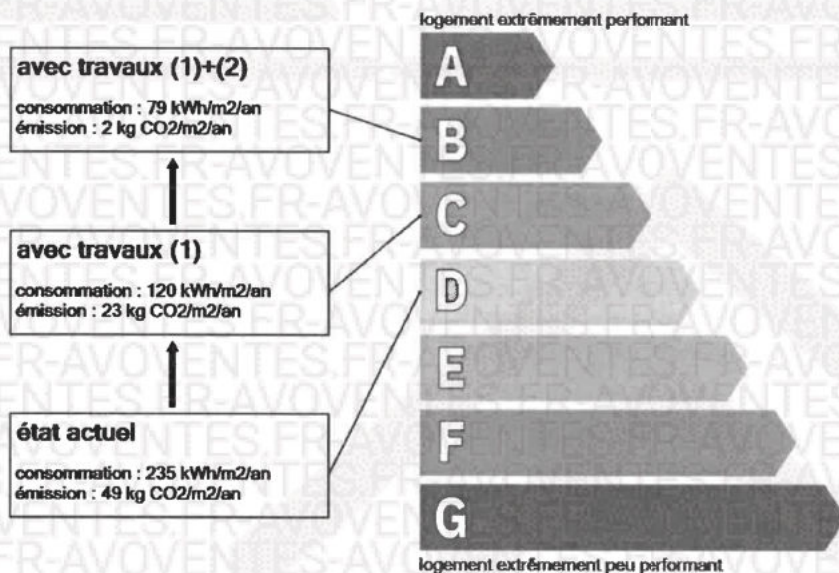 logement extrêmement performant
avec travaux (1)+(2)
consommation : 79 kWh/m2/an
émission : 2 kg CO2/m2/an
avec travaux (1)
consommation : 120 kWh/m2/an
émission : 23 kg CO2/m2/an
état actuel
consommation : 235 kWh/m2/an
émission : 49 kg CO2/m2/an
A
B
C
D
E
F
G
logement extrêmement peu performant
AVOVENTES.FR